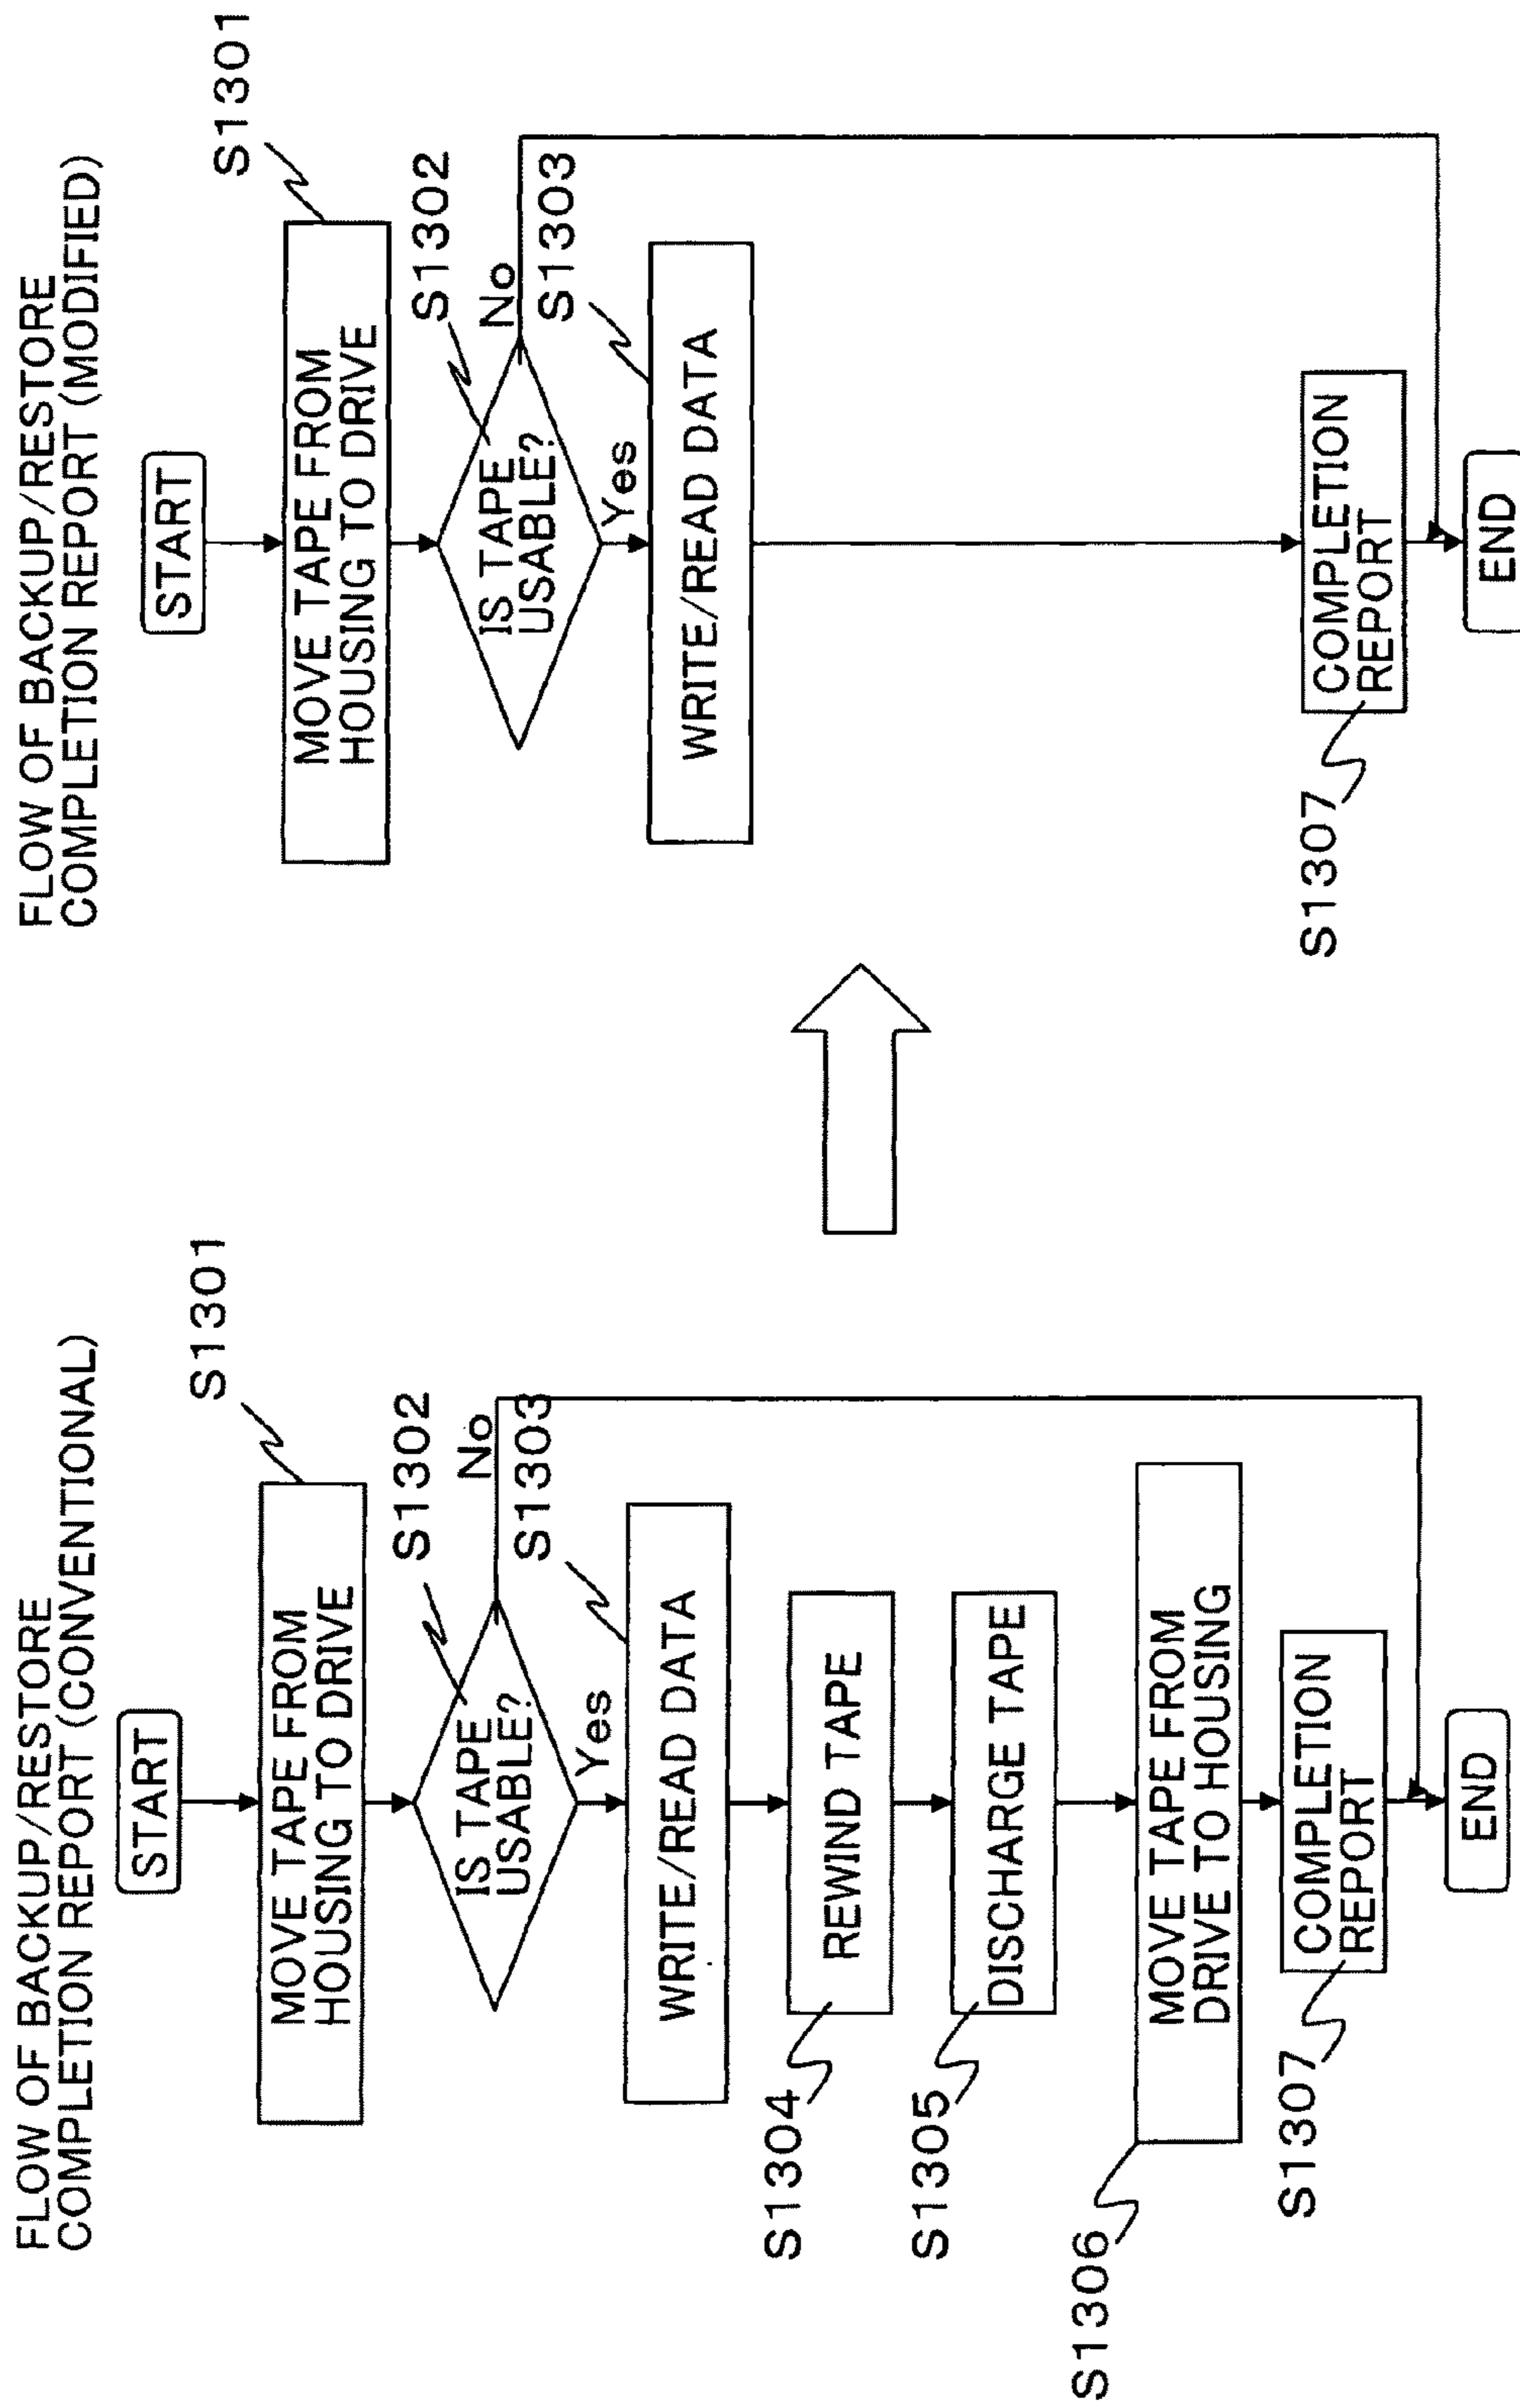 FLOW OF BACKUP/RESTORE
COMPLETION REPORT (CONVENTIONAL)
START
S1301
MOVE TAPE FROM
HOUSING TO DRIVE
S1302
IS TAPE
USABLE?
No
Yes
S1303
WRITE/READ DATA
S1304
REWIND TAPE
S1305
DISCHARGE TAPE
S1306
MOVE TAPE FROM
DRIVE TO HOUSING
S1307
COMPLETION
REPORT
END
FLOW OF BACKUP/RESTORE
COMPLETION REPORT (MODIFIED)
START
S1301
MOVE TAPE FROM
HOUSING TO DRIVE
S1302
IS TAPE
USABLE?
No
Yes
S1303
WRITE/READ DATA
S1307
COMPLETION
REPORT
END